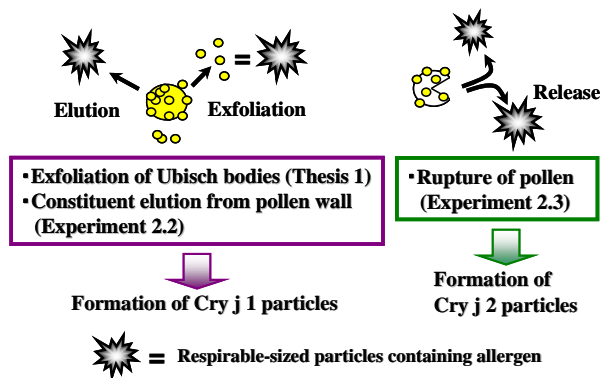 Elution
Exfoliation
=
Release
・Exfoliation of Ubisch bodies (Thesis 1)
・Constituent elution from pollen wall
(Experiment 2.2)
・Rupture of pollen
(Experiment 2.3)
Formation of Cry j 1 particles
Formation of
Cry j 2 particles
= Respirable-sized particles containing allergen